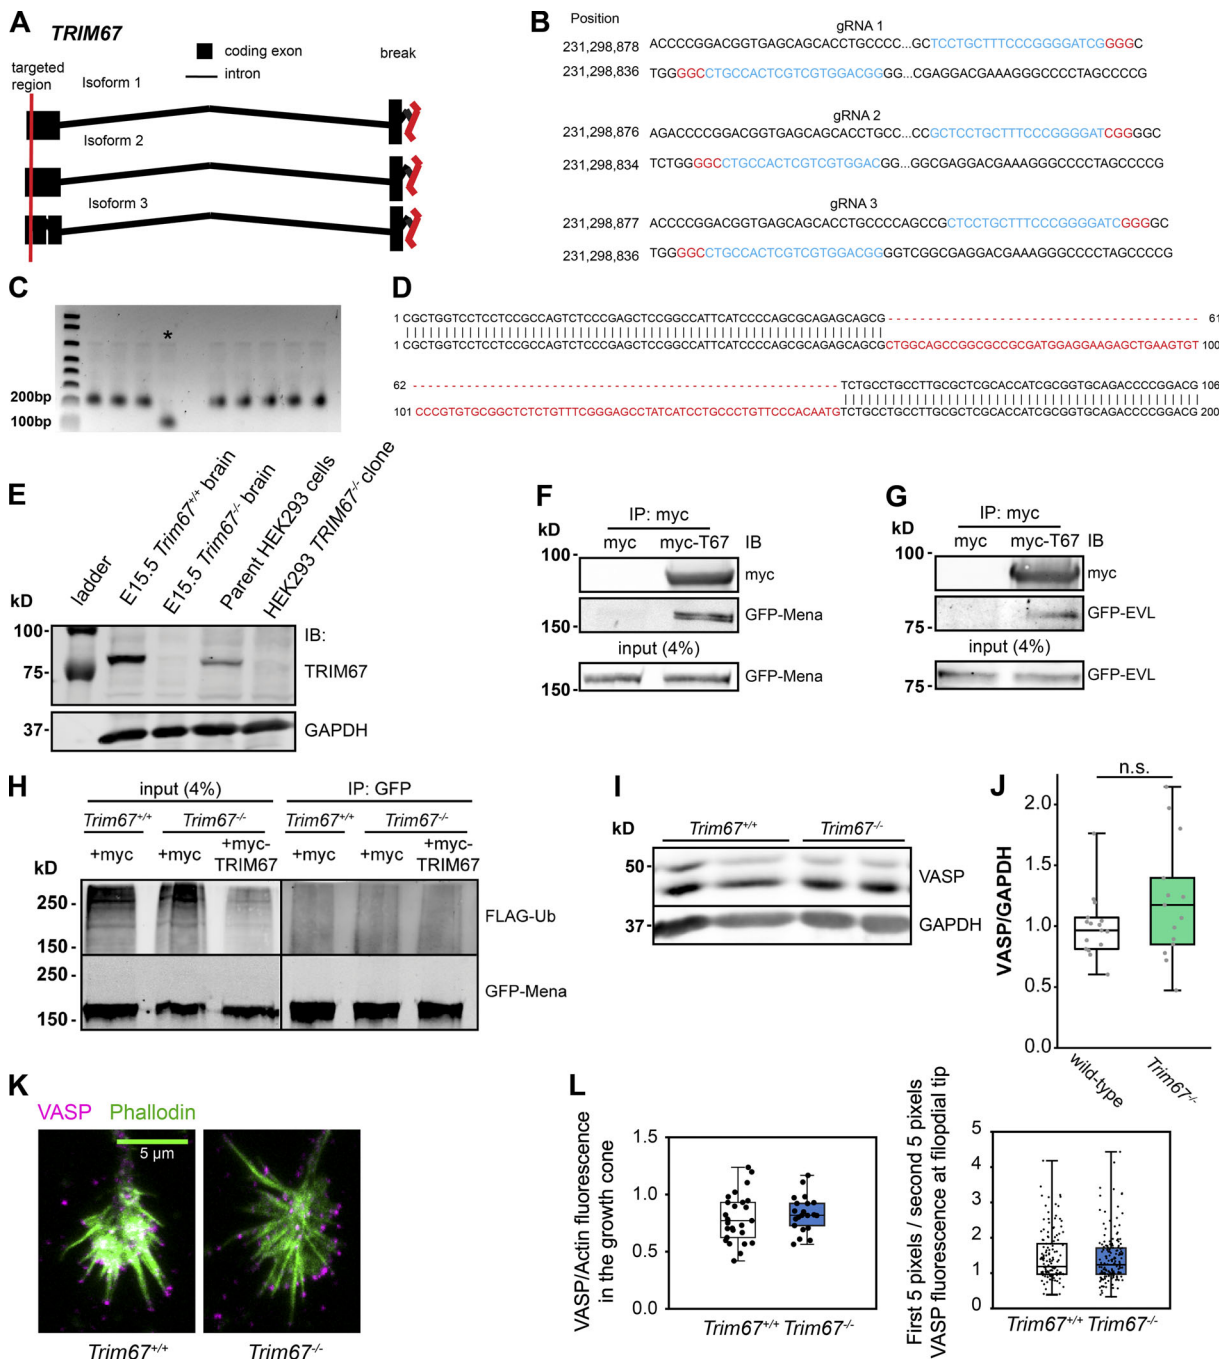 A
TRIM67
coding exon
intron
break
targeted
region
Isoform 1
Isoform 2
Isoform 3
B
Position
gRNA 1
231,298,878 ACCCCGGACGGTGAGCAGCACCTGCCCC...GCTCCTGCTTTCCCGGGGATCGGGGC
231,298,836 TGGGGCCTGCCACTCGTCGTGGACGGGG...CGAGGACGAAAGGGCCCCTAGCCCCG
gRNA 2
231,298,876 AGACCCCGGACGGTGAGCAGCACCTGCC...CCGCTCCTGCTTTCCCGGGGATCGGGGC
231,298,834 TCTGGGGCCTGCCACTCGTCGTGGACGG...GGCGAGGACGAAAGGGCCCCTAGCCCCG
gRNA 3
231,298,877 ACCCCGGACGGTGAGCAGCACCTGCCCCAGCCGCTCCTGCTTTCCCGGGGATCGGGGC
231,298,836 TGGGGCCTGCCACTCGTCGTGGACGGGGTCGGCGAGGACGAAAGGGCCCCTAGCCCCG
C
*
200bp
100bp
D
1 CGCTGGTCCTCCTCCGCCAGTCTCCCGAGCTCCGGCCATTCATCCCCAGCGCAGAGCAGCG 61
1 CGCTGGTCCTCCTCCGCCAGTCTCCCGAGCTCCGGCCATTCATCCCCAGCGCAGAGCAGCGCTGGCAGCCGGCGCCGCGATGGAGGAAGAGCTGAAGTGT 100
62 TCTGCCTGCCTTGCGCTCGCACCATCGCGGTGCAGACCCCGGACG 106
101 CCCGTGTGCGGCTCTCTGTTTCGGGAGCCTATCATCCTGCCCTGTTCCCACAATGTCTGCCTGCCTTGCGCTCGCACCATCGCGGTGCAGACCCCGGACG 200
E
kD
ladder
E15.5 Trim67+/+ brain
E15.5 Trim67-/- brain
Parent HEK293 cells
HEK293 TRIM67-/- clone
100-
75-
37-
IB:
TRIM67
GAPDH
F
kD
IP: myc
myc myc-T67 IB
100-
myc
150-
GFP-Mena
input (4%)
150-
GFP-Mena
G
kD
IP: myc
myc myc-T67 IB
100-
myc
75-
GFP-EVL
input (4%)
75-
GFP-EVL
H
input (4%) IP: GFP
Trim67+/+ Trim67-/- Trim67+/+ Trim67-/-
+myc +myc +myc-TRIM67 +myc +myc +myc-TRIM67
kD
250-
150-
FLAG-Ub
250-
150-
GFP-Mena
I
kD
Trim67+/+ Trim67-/-
50-
VASP
37-
GAPDH
J
n.s.
VASP/GAPDH
2.0
1.5
1.0
0.5
0.0
wild-type
Trim67-/-
K
VASP Phallodin
5 µm
Trim67+/+ Trim67-/-
L
VASP/Actin fluorescence
in the growth cone
1.5
1.0
0.5
0.0
Trim67+/+ Trim67-/-
First 5 pixels / second 5 pixels
VASP fluorescence at filopdial tip
5
4
3
2
1
0
Trim67+/+ Trim67-/-